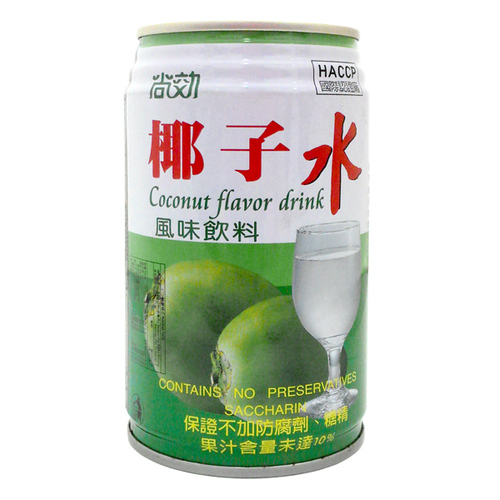 尚効
HACCP
椰子水
Coconut flavor drink
風味飲料
CONTAINS NO PRESERVATIVES
SACCHARIN
保證不加防腐劑、糖精
果汁含量未達10%